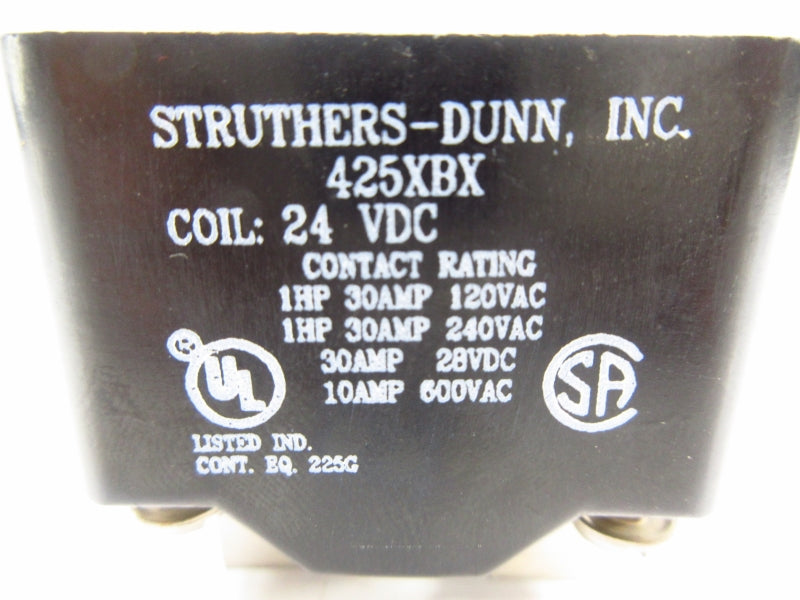 STRUTHERS-DUNN, INC.
425XBX
COIL: 24 VDC
CONTACT RATING
1HP 30AMP 120VAC
1HP 30AMP 240VAC
30AMP 28VDC
10AMP 600VAC
® UL
SA
LISTED IND.
CONT. EQ. 225G